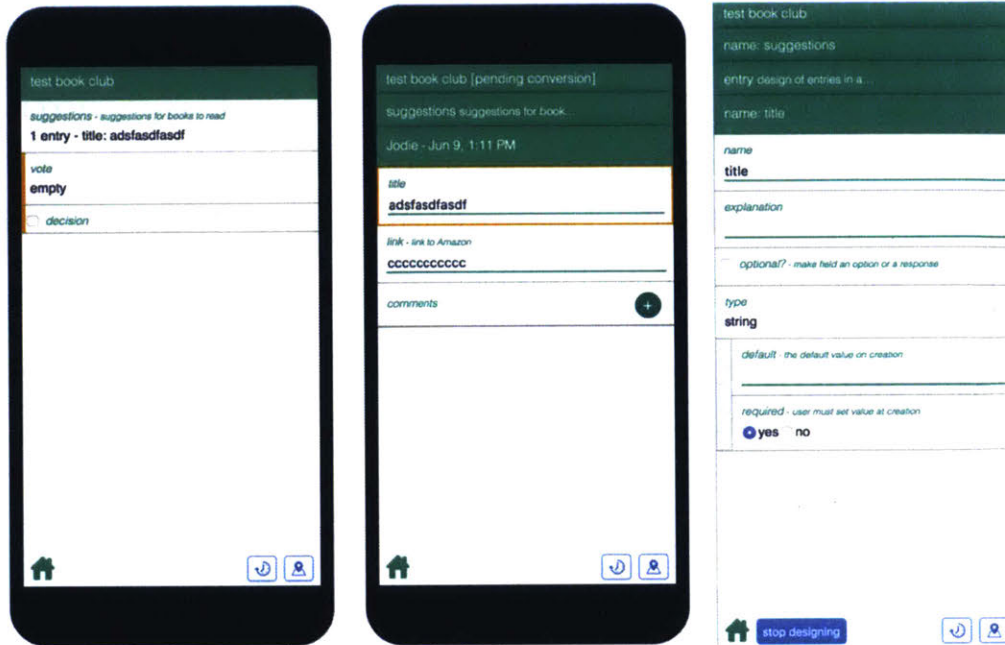 test book club
suggestions - suggestions for books to read
1 entry - title: adsfasdfasdf
vote
empty
decision
test book club [pending conversion]
suggestions suggestions for book...
Jodie - Jun 9, 1:11 PM
title
adsfasdfasdf
link - link to Amazon
ccccccccccc
comments
+
test book club
name: suggestions
entry design of entries in a...
name: title
name
title
explanation
optional? - make field an option or a response
type
string
default - the default value on creation
required - user must set value at creation
yes no
stop designing